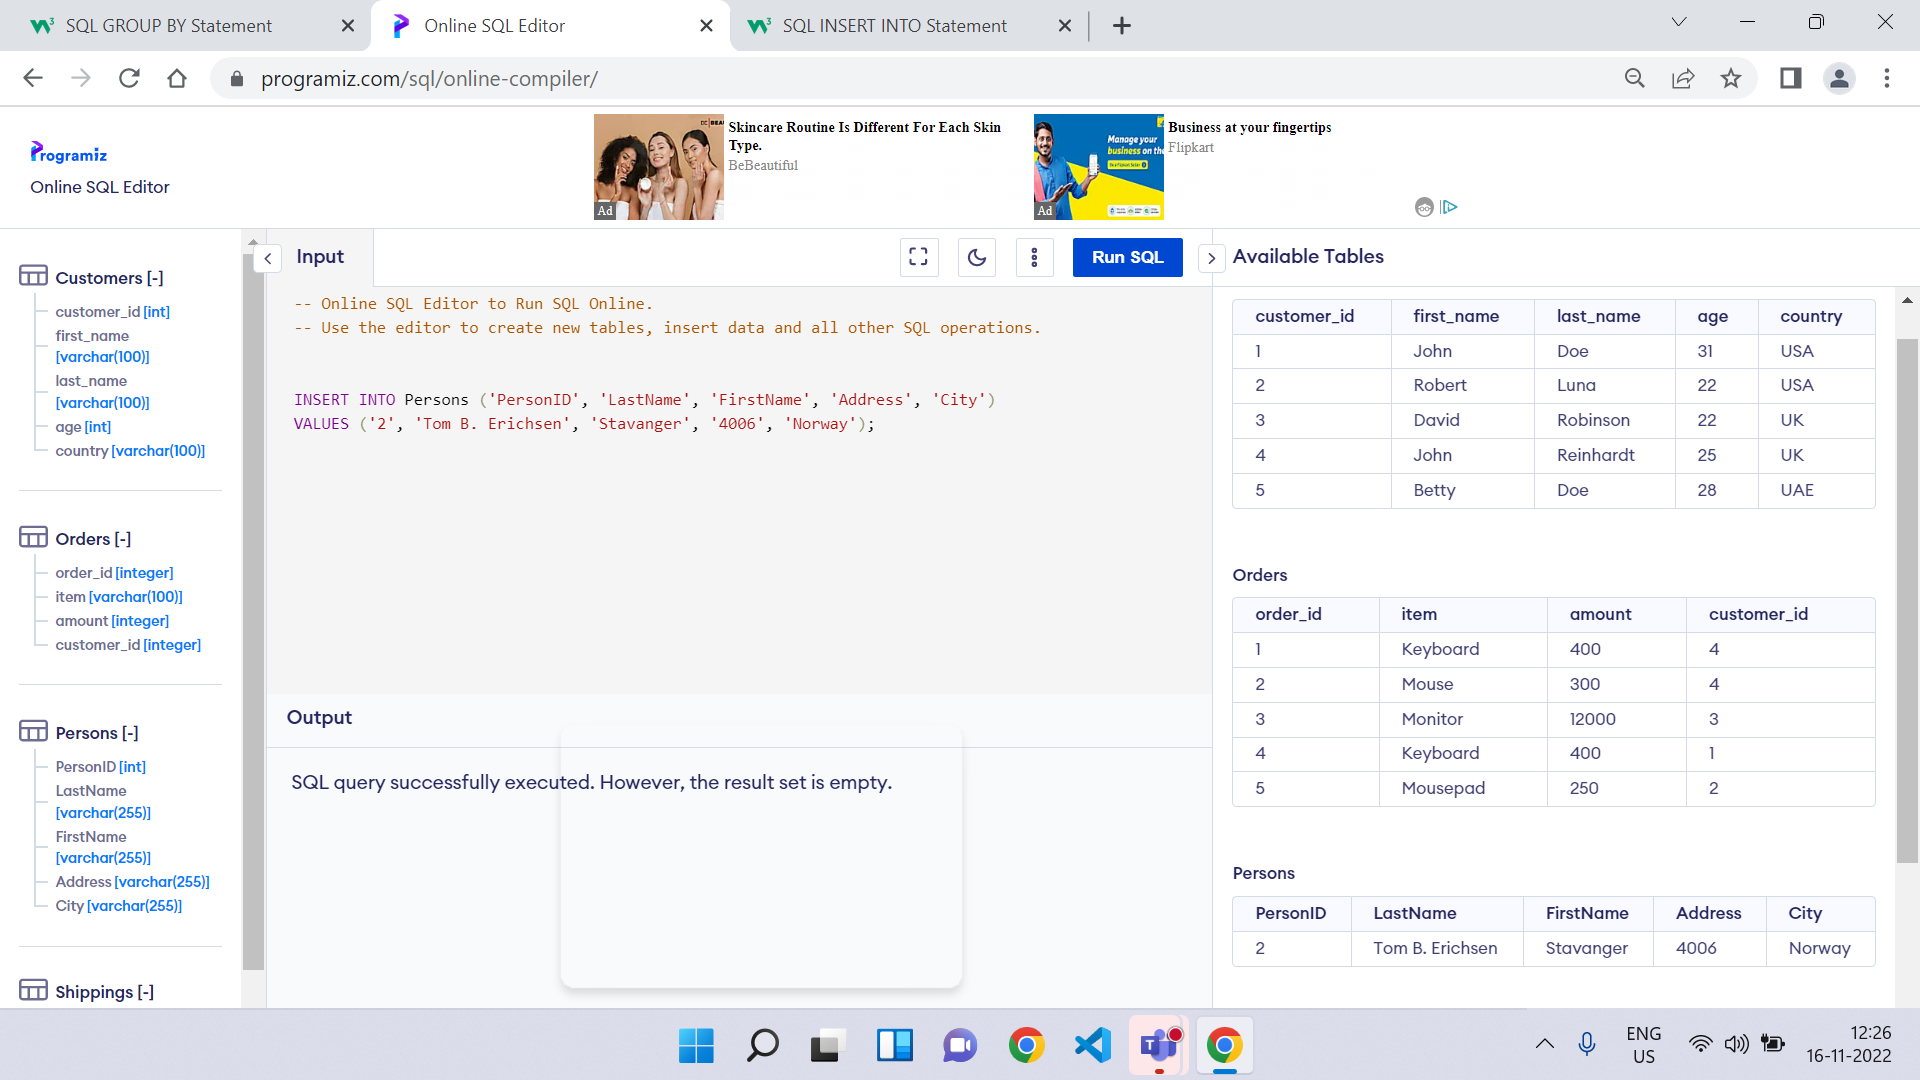 SQL GROUP BY Statement
Online SQL Editor
SQL INSERT INTO Statement
programiz.com/sql/online-compiler/
Programiz
Online SQL Editor
Skincare Routine Is Different For Each Skin
Type.
BeBeautiful
Ad
Manage your
business on the
Ad
Business at your fingertips
Flipkart
Customers [-]
customer_id [int]
first_name
[varchar(100)]
last_name
[varchar(100)]
age [int]
country [varchar(100)]
Orders [-]
order_id [integer]
item [varchar(100)]
amount [integer]
customer_id [integer]
Persons [-]
PersonID [int]
LastName
[varchar(255)]
FirstName
[varchar(255)]
Address [varchar(255)]
City [varchar(255)]
Shippings [-]
Input
Run SQL
-- Online SQL Editor to Run SQL Online.
-- Use the editor to create new tables, insert data and all other SQL operations.
INSERT INTO Persons ('PersonID', 'LastName', 'FirstName', 'Address', 'City')
VALUES ('2', 'Tom B. Erichsen', 'Stavanger', '4006', 'Norway');
Output
SQL query successfully executed. However, the result set is empty.
Available Tables
customer_id first_name last_name age country
1 John Doe 31 USA
2 Robert Luna 22 USA
3 David Robinson 22 UK
4 John Reinhardt 25 UK
5 Betty Doe 28 UAE
Orders
order_id item amount customer_id
1 Keyboard 400 4
2 Mouse 300 4
3 Monitor 12000 3
4 Keyboard 400 1
5 Mousepad 250 2
Persons
PersonID LastName FirstName Address City
2 Tom B. Erichsen Stavanger 4006 Norway
ENG
US
12:26
16-11-2022